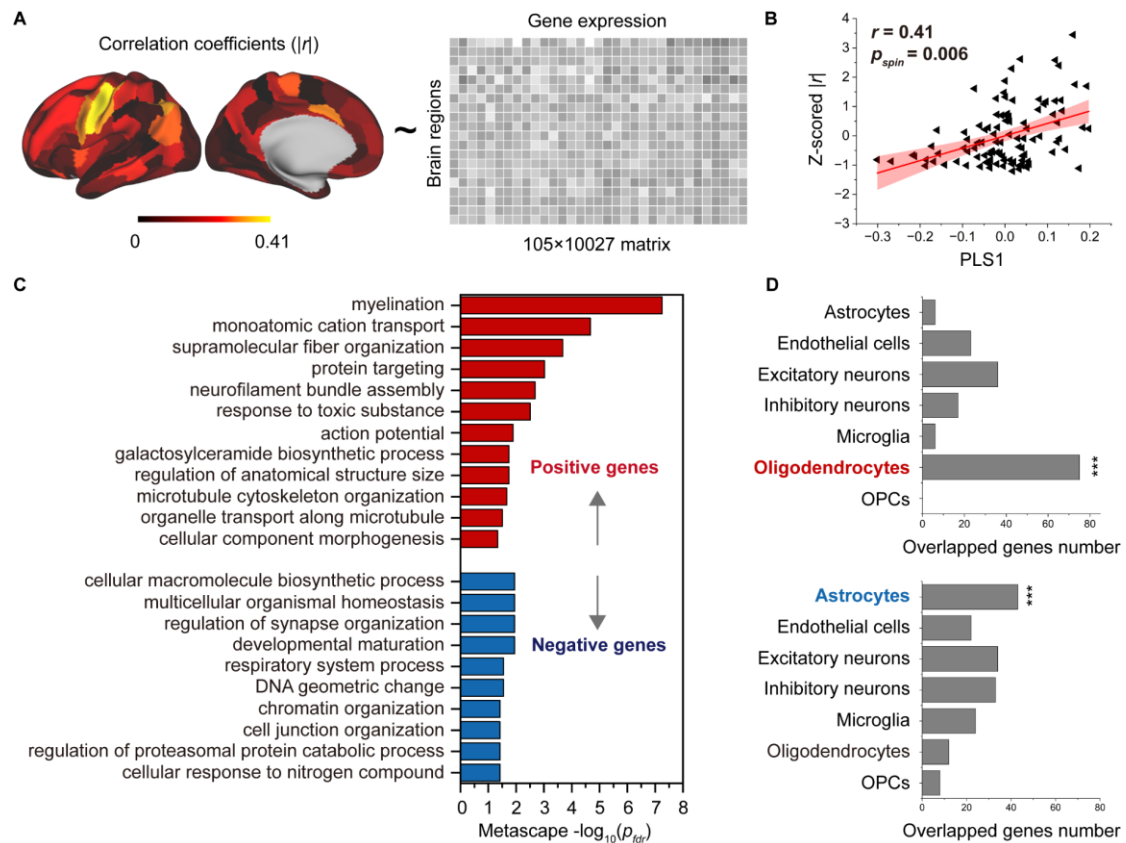 A
Correlation coefficients (|r|)
0
0.41
~
Gene expression
Brain regions
105×10027 matrix
B
r = 0.41
p_spin = 0.006
Z-scored |r|
4
3
2
1
0
−1
−2
−3
−0.3
−0.2
−0.1
0.0
0.1
0.2
PLS1
C
myelination
monoatomic cation transport
supramolecular fiber organization
protein targeting
neurofilament bundle assembly
response to toxic substance
action potential
galactosylceramide biosynthetic process
regulation of anatomical structure size
microtubule cytoskeleton organization
organelle transport along microtubule
cellular component morphogenesis
Positive genes
cellular macromolecule biosynthetic process
multicellular organismal homeostasis
regulation of synapse organization
developmental maturation
respiratory system process
DNA geometric change
chromatin organization
cell junction organization
regulation of proteasomal protein catabolic process
cellular response to nitrogen compound
Negative genes
0 1 2 3 4 5 6 7 8
Metascape -log10(p_fdr)
D
Astrocytes
Endothelial cells
Excitatory neurons
Inhibitory neurons
Microglia
Oligodendrocytes
***
OPCs
0 20 40 60 80
Overlapped genes number
Astrocytes
***
Endothelial cells
Excitatory neurons
Inhibitory neurons
Microglia
Oligodendrocytes
OPCs
0 20 40 60 80
Overlapped genes number